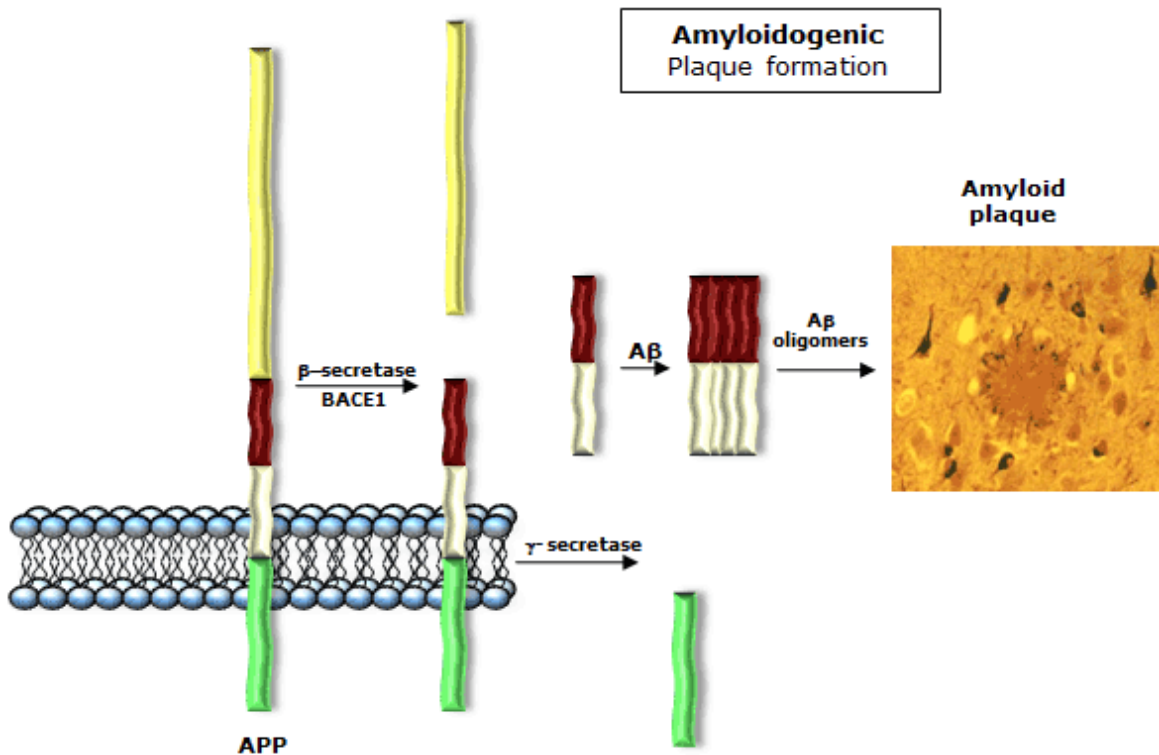 Amyloidogenic
Plaque formation
Amyloid
plaque
β–secretase
BACE1
Aβ
Aβ
oligomers
γ- secretase
APP